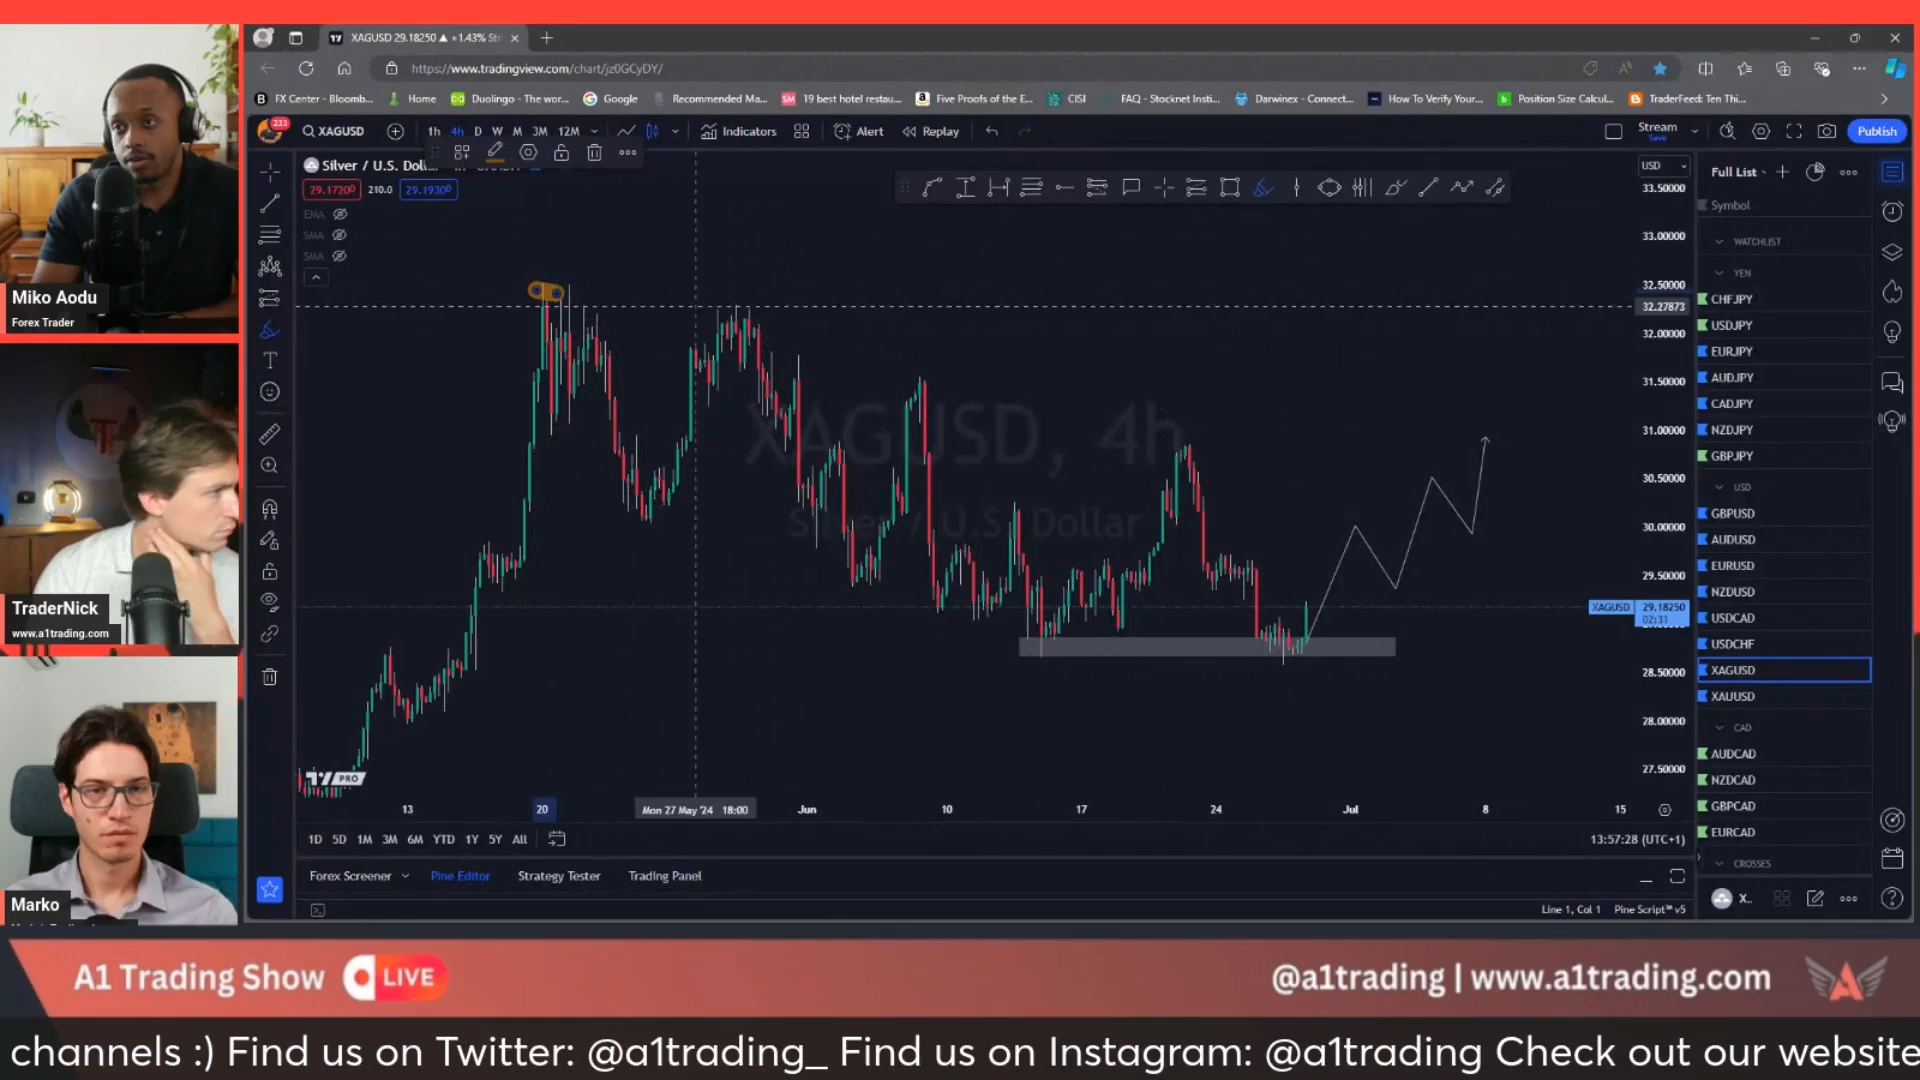 XAGUSD 29.18250 ▲ +1.43% Str
https://www.tradingview.com/chart/jz0GCyDY/
FX Center - Bloomb...
Home
Duolingo - The wor...
Google
Recommended Ma...
SM 19 best hotel restau...
Five Proofs of the E...
CISI
FAQ - Stocknet Insti...
Darwinex - Connect...
How To Verify Your...
Position Size Calcul...
TraderFeed: Ten Thi...
233
XAGUSD
1h 4h D W M 3M 12M
Indicators
Alert
Replay
Stream
Save
Publish
Silver / U.S. Doll
29.17200 210.0 29.19300
EMA
SMA
SMA
XAGUSD, 4h
Silver / U.S. Dollar
USD
33.50000
33.00000
32.50000
32.27873
32.00000
31.50000
31.00000
30.50000
30.00000
29.50000
XAGUSD 29.18250
02:31
28.50000
28.00000
27.50000
PRO
13 20 Mon 27 May '24 18:00 Jun 10 17 24 Jul 8 15
1D 5D 1M 3M 6M YTD 1Y 5Y All
13:57:28 (UTC+1)
Forex Screener
Pine Editor
Strategy Tester
Trading Panel
Line 1, Col 1 Pine Script™ v5
Full List
Symbol
WATCHLIST
YEN
CHFJPY
USDJPY
EURJPY
AUDJPY
CADJPY
NZDJPY
GBPJPY
USD
GBPUSD
AUDUSD
EURUSD
NZDUSD
USDCAD
USDCHF
XAGUSD
XAUUSD
CAD
AUDCAD
NZDCAD
GBPCAD
EURCAD
CROSSES
X..
Miko Aodu
Forex Trader
TraderNick
www.a1trading.com
Marko
A1 Trading Show LIVE
@a1trading | www.a1trading.com
channels :) Find us on Twitter: @a1trading_ Find us on Instagram: @a1trading Check out our website